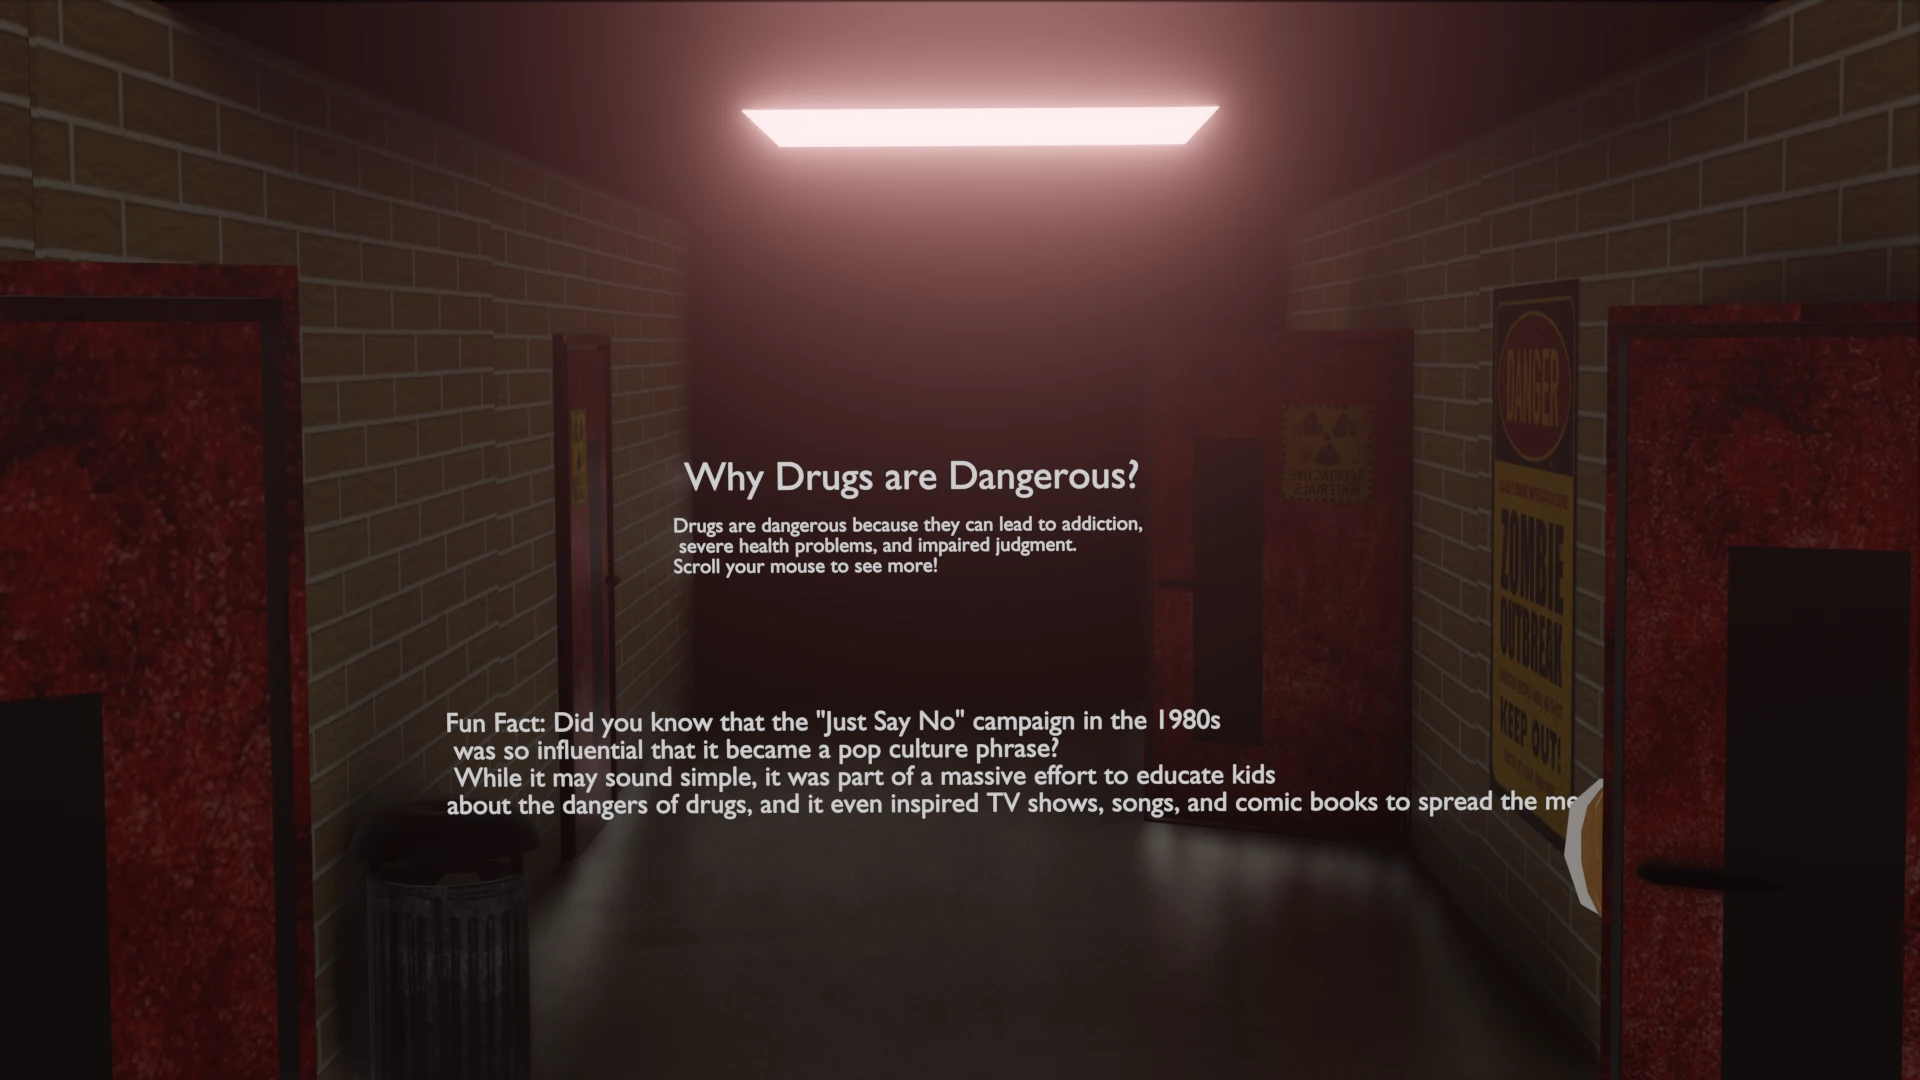 Why Drugs are Dangerous?
Drugs are dangerous because they can lead to addiction,
severe health problems, and impaired judgment.
Scroll your mouse to see more!
DANGER
ZOMBIE
OUTBREAK
KEEP OUT!
RADIOACTIVE
MATERIALS
Fun Fact: Did you know that the "Just Say No" campaign in the 1980s
was so influential that it became a pop culture phrase?
While it may sound simple, it was part of a massive effort to educate kids
about the dangers of drugs, and it even inspired TV shows, songs, and comic books to spread the me